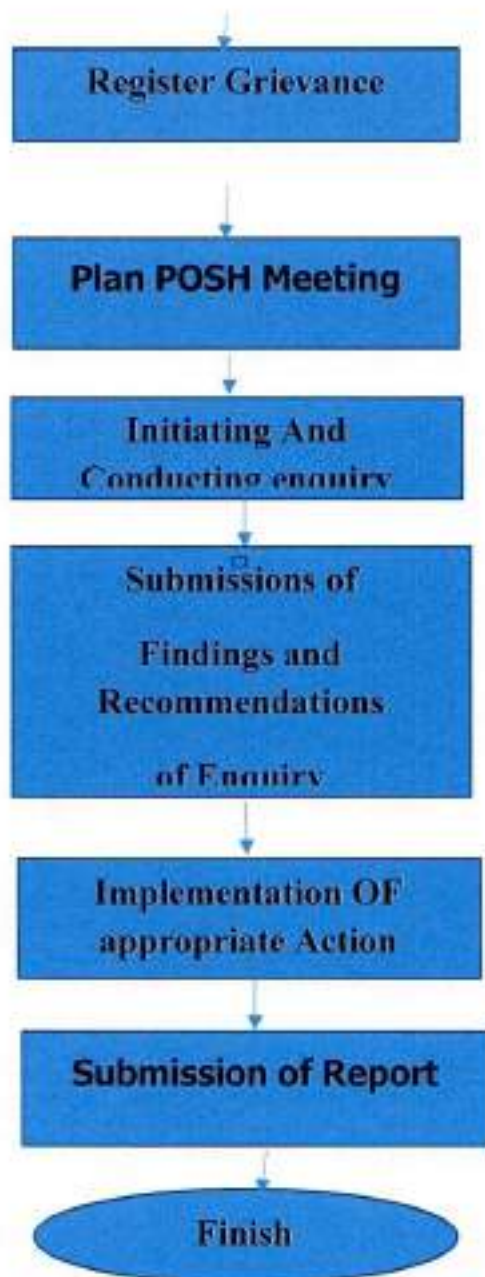 Register Grievance
Plan POSH Meeting
Initiating And
Conducting enquiry
Submissions of
Findings and
Recommendations
of Enquiry
Implementation OF
appropriate Action
Submission of Report
Finish